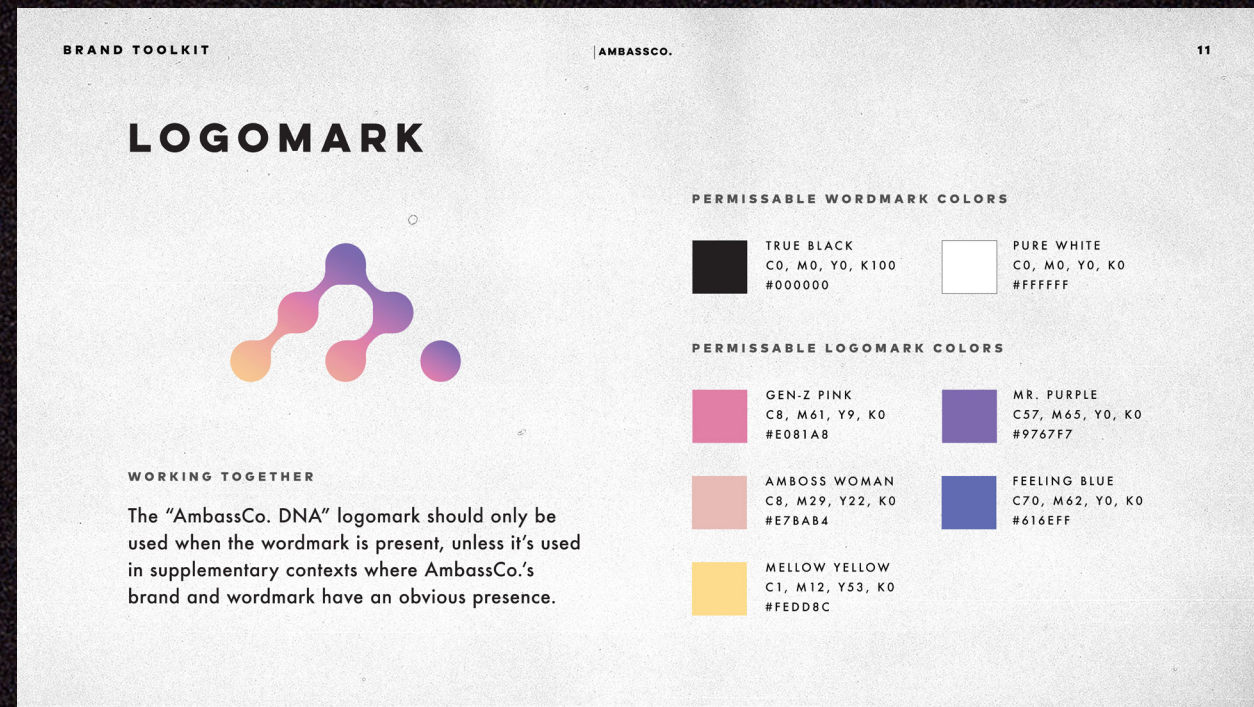 BRAND TOOLKIT
AMBASSCO.
11
LOGOMARK
WORKING TOGETHER
The “AmbassCo. DNA” logomark should only be
used when the wordmark is present, unless it’s used
in supplementary contexts where AmbassCo.’s
brand and wordmark have an obvious presence.
PERMISSABLE WORDMARK COLORS
TRUE BLACK
C0, M0, Y0, K100
#000000
PURE WHITE
C0, M0, Y0, K0
#FFFFFF
PERMISSABLE LOGOMARK COLORS
GEN-Z PINK
C8, M61, Y9, K0
#E081A8
MR. PURPLE
C57, M65, Y0, K0
#9767F7
AMBOSS WOMAN
C8, M29, Y22, K0
#E7BAB4
FEELING BLUE
C70, M62, Y0, K0
#616EFF
MELLOW YELLOW
C1, M12, Y53, K0
#FEDD8C